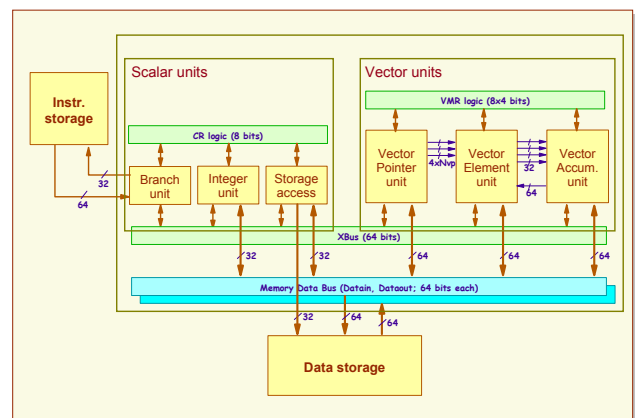 Scalar units
Vector units
Instr.
storage
VMR logic (8x4 bits)
CR logic (8 bits)
Branch
unit
Integer
unit
Storage
access
Vector
Pointer
unit
4xNvp
Vector
Element
unit
32
64
Vector
Accum.
unit
32
64
XBus (64 bits)
32
32
64
64
64
Memory Data Bus (Datain, Dataout; 64 bits each)
32
64
64
Data storage